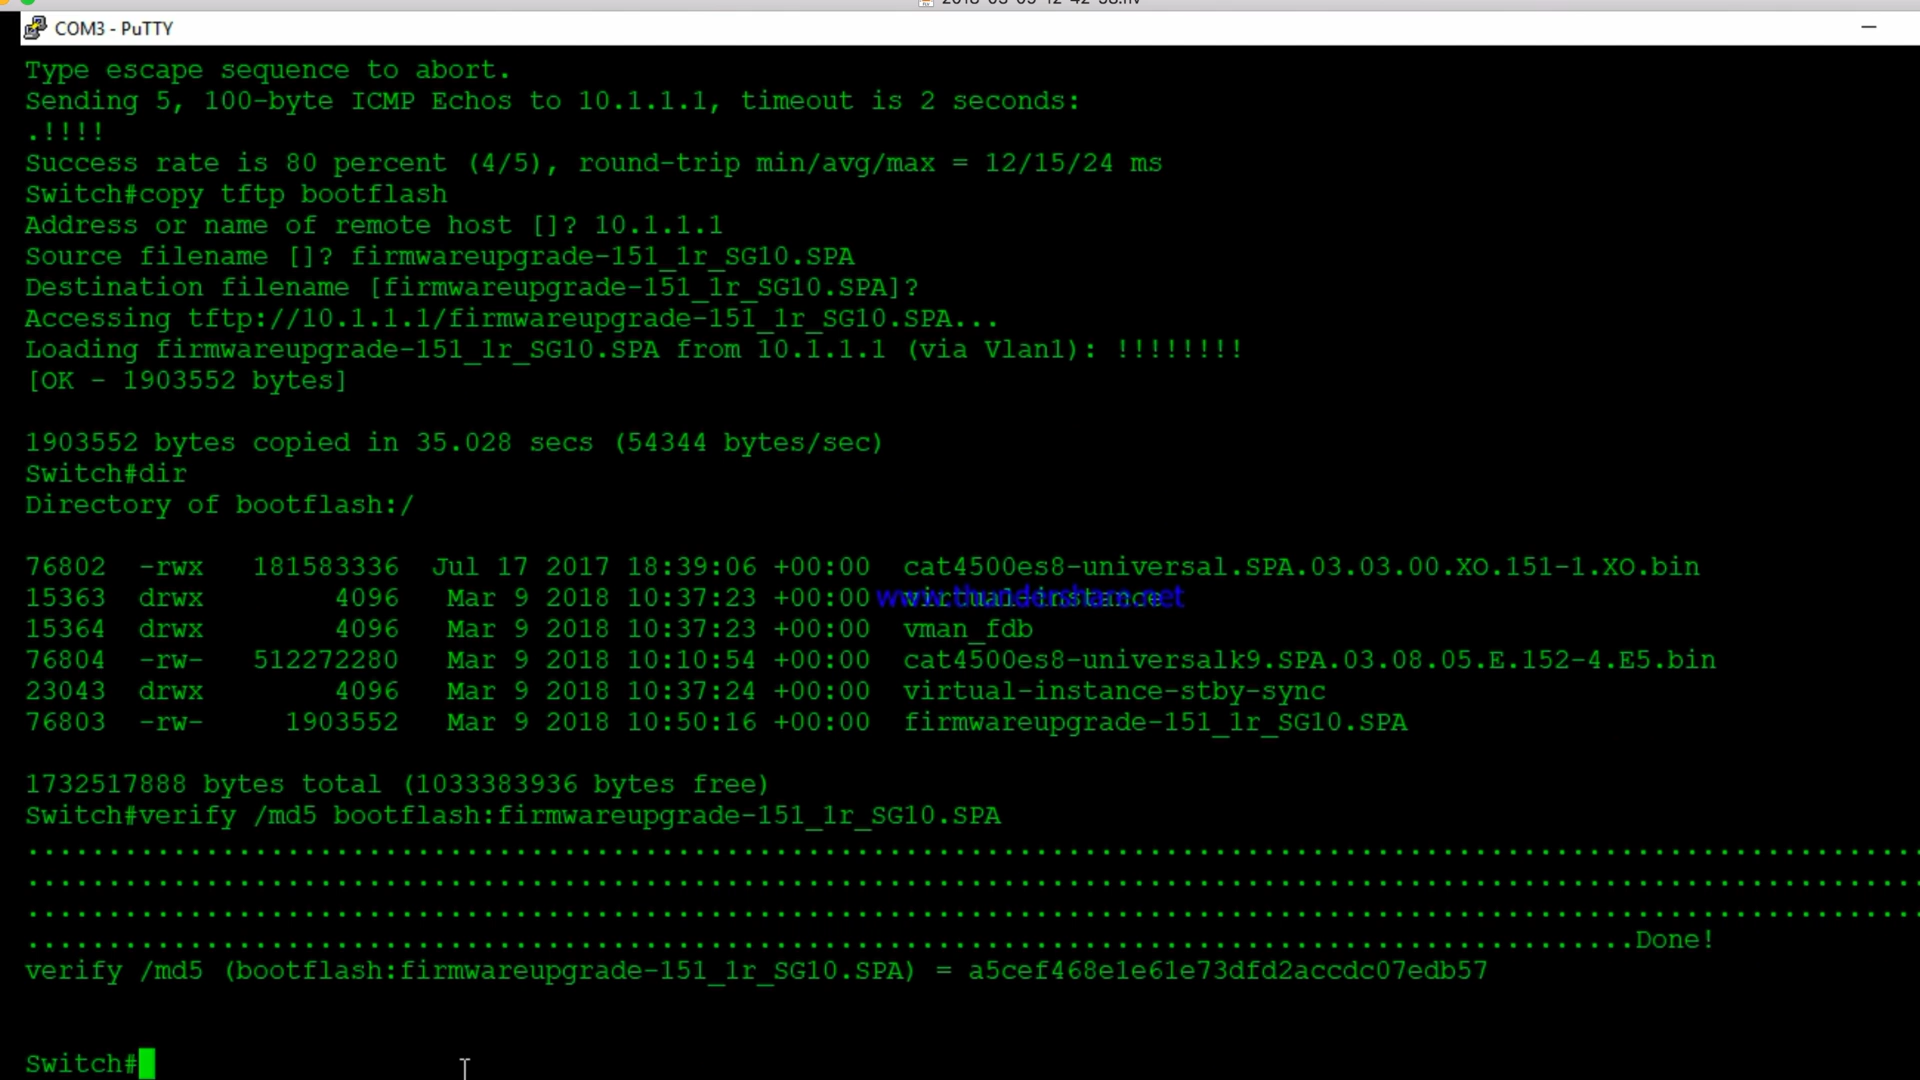 COM3 - PuTTY
Type escape sequence to abort.
Sending 5, 100-byte ICMP Echos to 10.1.1.1, timeout is 2 seconds:
.!!!!
Success rate is 80 percent (4/5), round-trip min/avg/max = 12/15/24 ms
Switch#copy tftp bootflash
Address or name of remote host []? 10.1.1.1
Source filename []? firmwareupgrade-151_1r_SG10.SPA
Destination filename [firmwareupgrade-151_1r_SG10.SPA]?
Accessing tftp://10.1.1.1/firmwareupgrade-151_1r_SG10.SPA...
Loading firmwareupgrade-151_1r_SG10.SPA from 10.1.1.1 (via Vlan1): !!!!!!!!
[OK - 1903552 bytes]
1903552 bytes copied in 35.028 secs (54344 bytes/sec)
Switch#dir
Directory of bootflash:/
76802 -rwx 181583336 Jul 17 2017 18:39:06 +00:00 cat4500es8-universal.SPA.03.03.00.XO.151-1.XO.bin
15363 drwx 4096 Mar 9 2018 10:37:23 +00:00 virtual-instance
www.thundershare.net
15364 drwx 4096 Mar 9 2018 10:37:23 +00:00 vman_fdb
76804 -rw- 512272280 Mar 9 2018 10:10:54 +00:00 cat4500es8-universalk9.SPA.03.08.05.E.152-4.E5.bin
23043 drwx 4096 Mar 9 2018 10:37:24 +00:00 virtual-instance-stby-sync
76803 -rw- 1903552 Mar 9 2018 10:50:16 +00:00 firmwareupgrade-151_1r_SG10.SPA
1732517888 bytes total (1033383936 bytes free)
Switch#verify /md5 bootflash:firmwareupgrade-151_1r_SG10.SPA
Done!
verify /md5 (bootflash:firmwareupgrade-151_1r_SG10.SPA) = a5cef468e1e61e73dfd2accdc07edb57
Switch#